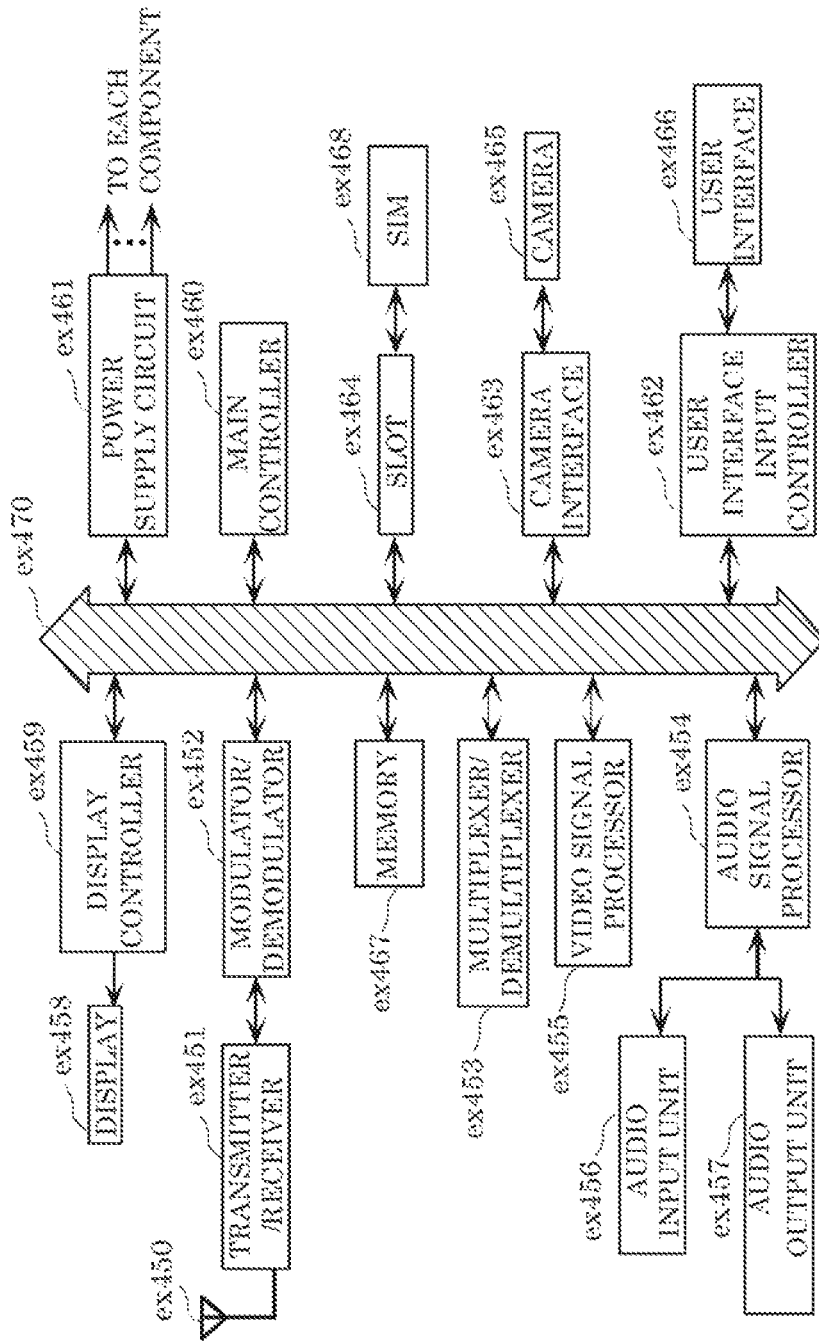 ex470
ex459
DISPLAY
CONTROLLER
ex458
DISPLAY
ex461
POWER
SUPPLY CIRCUIT
TO EACH
COMPONENT
ex450
ex451
TRANSMITTER
/RECEIVER
ex452
MODULATOR/
DEMODULATOR
ex460
MAIN
CONTROLLER
MEMORY
ex467
ex464
SLOT
ex468
SIM
MULTIPLEXER/
DEMULTIPLEXER
ex453
VIDEO SIGNAL
PROCESSOR
ex455
ex463
CAMERA
INTERFACE
ex465
CAMERA
ex456
AUDIO
INPUT UNIT
ex457
AUDIO
OUTPUT UNIT
ex454
AUDIO
SIGNAL
PROCESSOR
ex462
USER
INTERFACE
INPUT
CONTROLLER
ex466
USER
INTERFACE